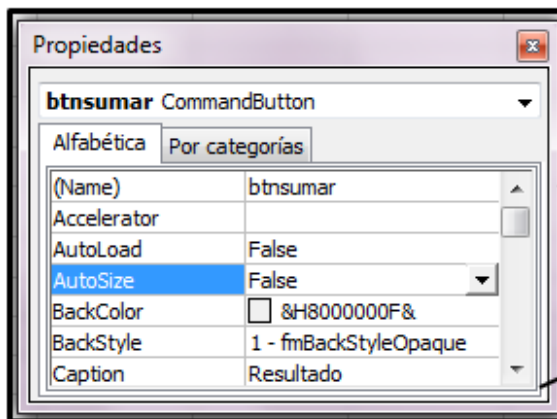 Propiedades
btnsumar CommandButton
Alfabética Por categorías
(Name) btnsumar
Accelerator
AutoLoad False
AutoSize False
BackColor &H8000000F&
BackStyle 1 - fmBackStyleOpaque
Caption Resultado